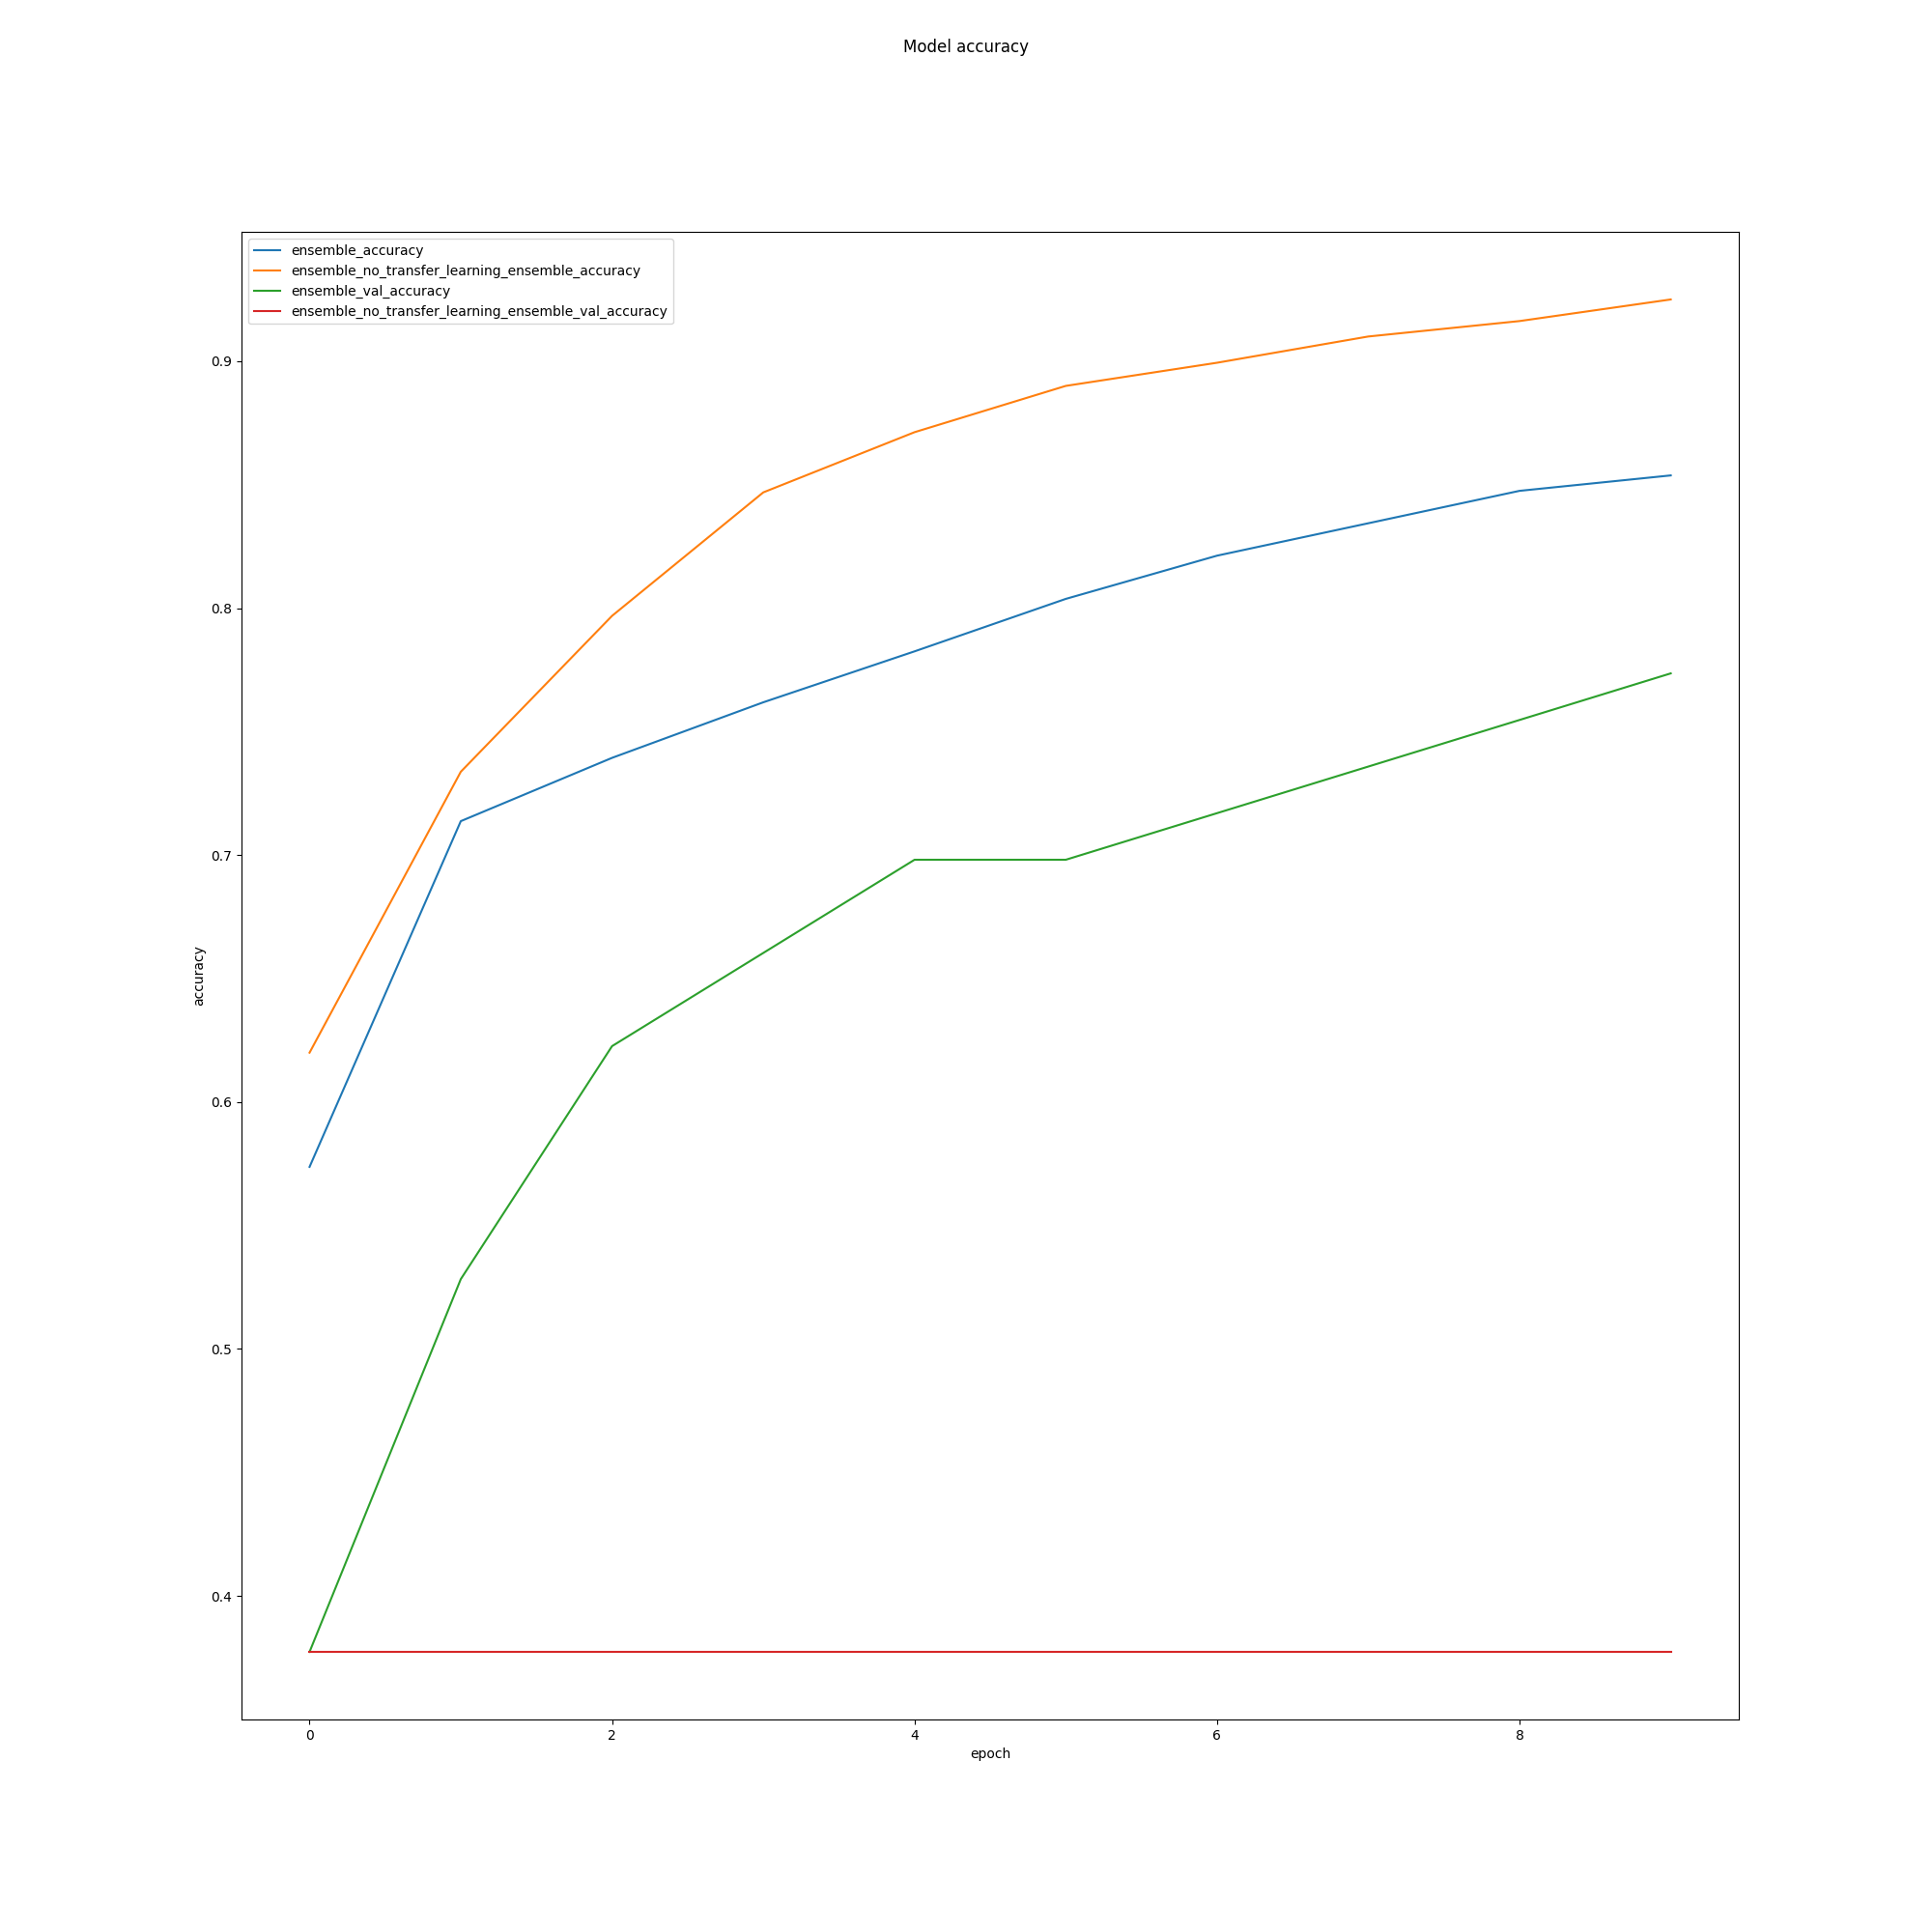 Model accuracy
ensemble_accuracy
ensemble_no_transfer_learning_ensemble_accuracy
ensemble_val_accuracy
ensemble_no_transfer_learning_ensemble_val_accuracy
0.9
0.8
0.7
0.6
0.5
0.4
accuracy
0 2 4 6 8
epoch